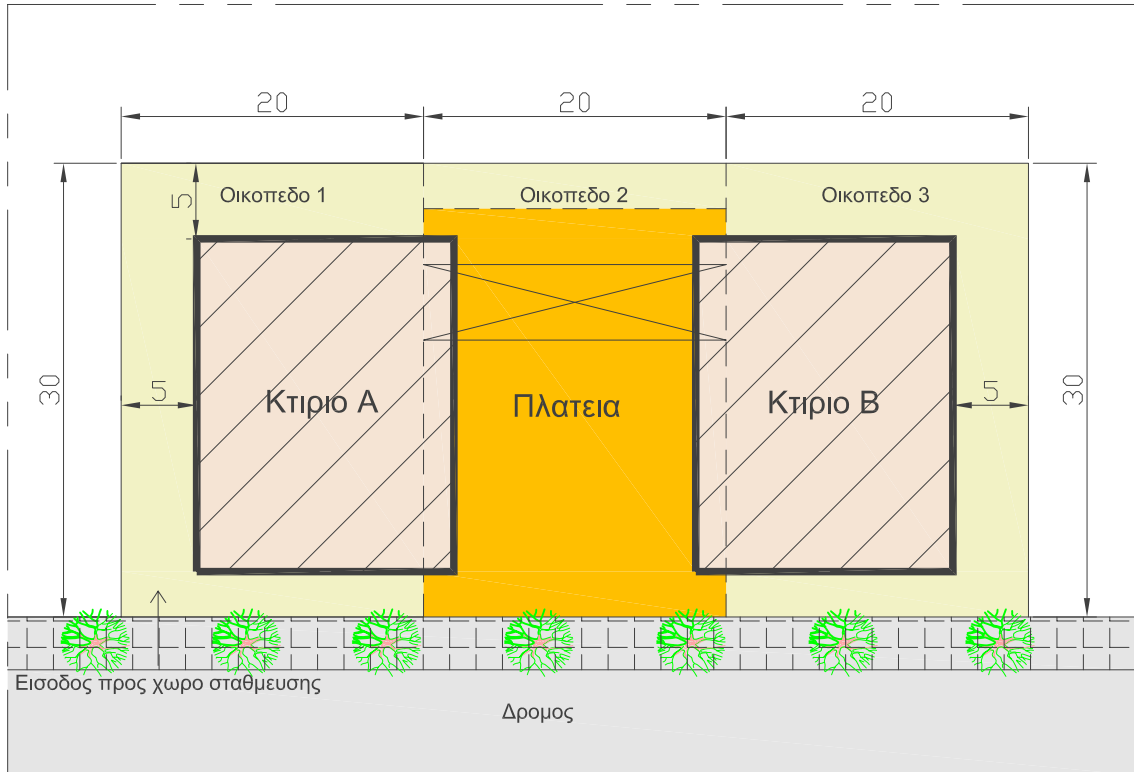 20
20
20
5
Οικοπεδο 1
Οικοπεδο 2
Οικοπεδο 3
30
5
Κτιριο Α
Πλατεια
Κτιριο Β
5
30
Εισοδος προς χωρο σταθμευσης
Δρομος